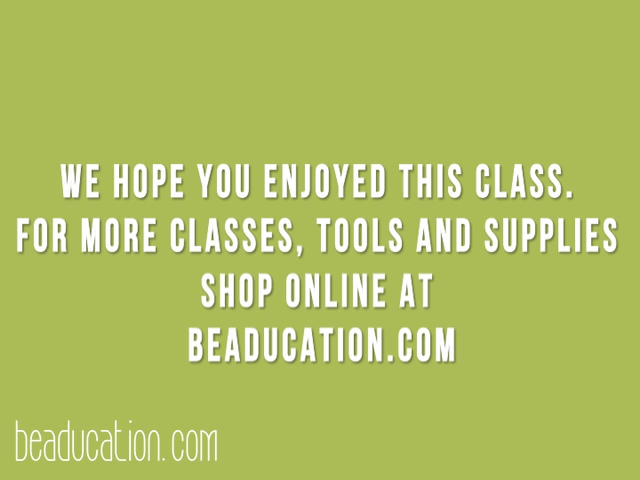 WE HOPE YOU ENJOYED THIS CLASS.
FOR MORE CLASSES, TOOLS AND SUPPLIES
SHOP ONLINE AT
BEADUCATION.COM
beaducation.com